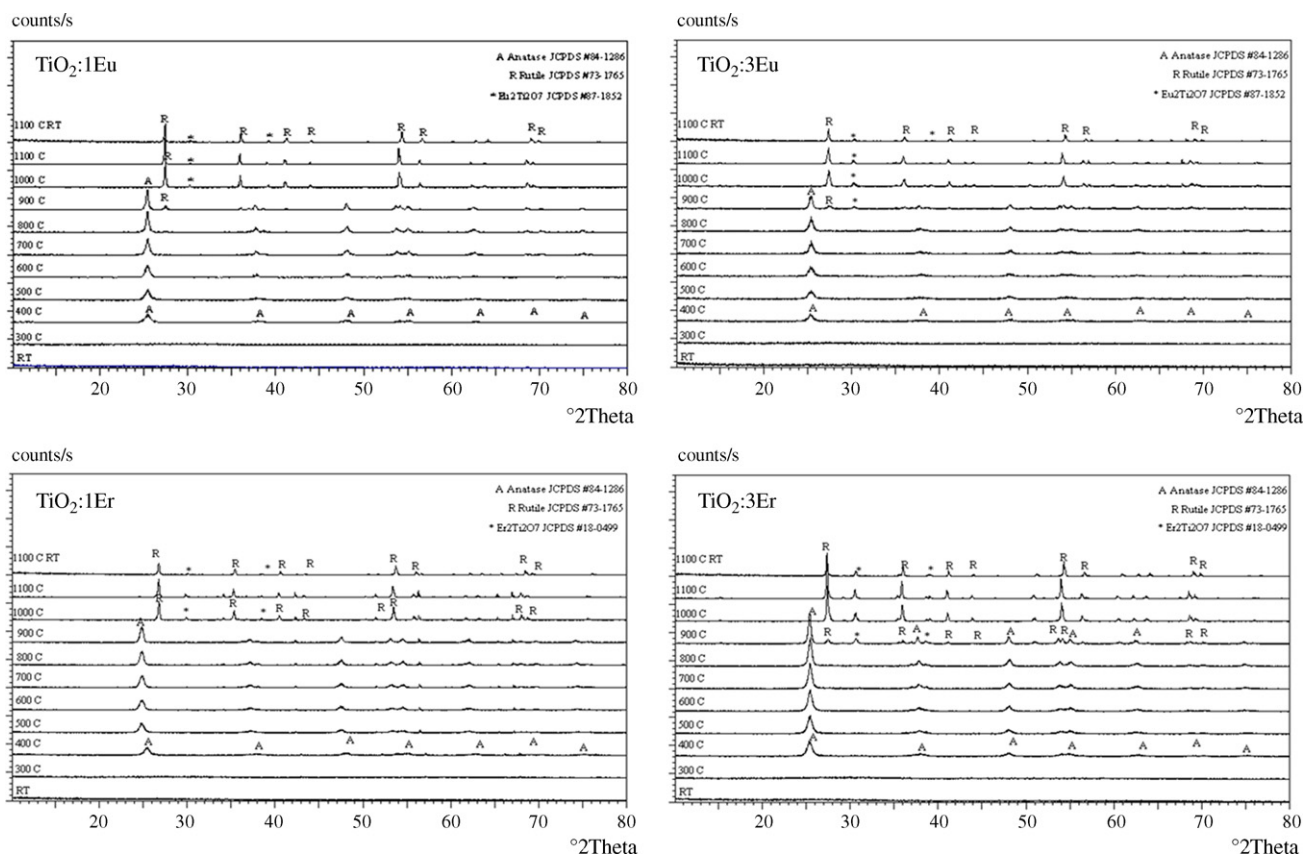 counts/s
TiO2:1Eu
A Anatase JCPDS #84-1286
R Rutile JCPDS #73-1765
* Eu2Ti2O7 JCPDS #87-1852
R
1100 C RT * R * R R R R R R
1100 C R *
1000 C *
A
900 C R
800 C
700 C
600 C
500 C
400 C A A A A A A A
300 C
RT
20 30 40 50 60 70 80
°2Theta
counts/s
TiO2:3Eu
A Anatase JCPDS #84-1286
R Rutile JCPDS #73-1765
* Eu2Ti2O7 JCPDS #87-1852
1100 C RT R * R * R R R R R R
1100 C *
1000 C *
A
900 C R *
800 C
700 C
600 C
500 C
400 C A A A A A A A
300 C
RT
20 30 40 50 60 70 80
°2Theta
counts/s
TiO2:1Er
A Anatase JCPDS #84-1286
R Rutile JCPDS #73-1765
* Er2Ti2O7 JCPDS #18-0499
1100 C RT R * R * R R R R R R
1100 C
1000 C R * R * R R R R R R
900 C A
800 C
700 C
600 C
500 C
400 C A A A A A A A
300 C
RT
20 30 40 50 60 70 80
°2Theta
counts/s
TiO2:3Er
A Anatase JCPDS #84-1286
R Rutile JCPDS #73-1765
* Er2Ti2O7 JCPDS #18-0499
R
1100 C RT * R * R R R R R R
1100 C
1000 C
A
900 C R * R A * R R A R R A A R R
800 C
700 C
600 C
500 C
400 C A A A A A A A
300 C
RT
20 30 40 50 60 70 80
°2Theta